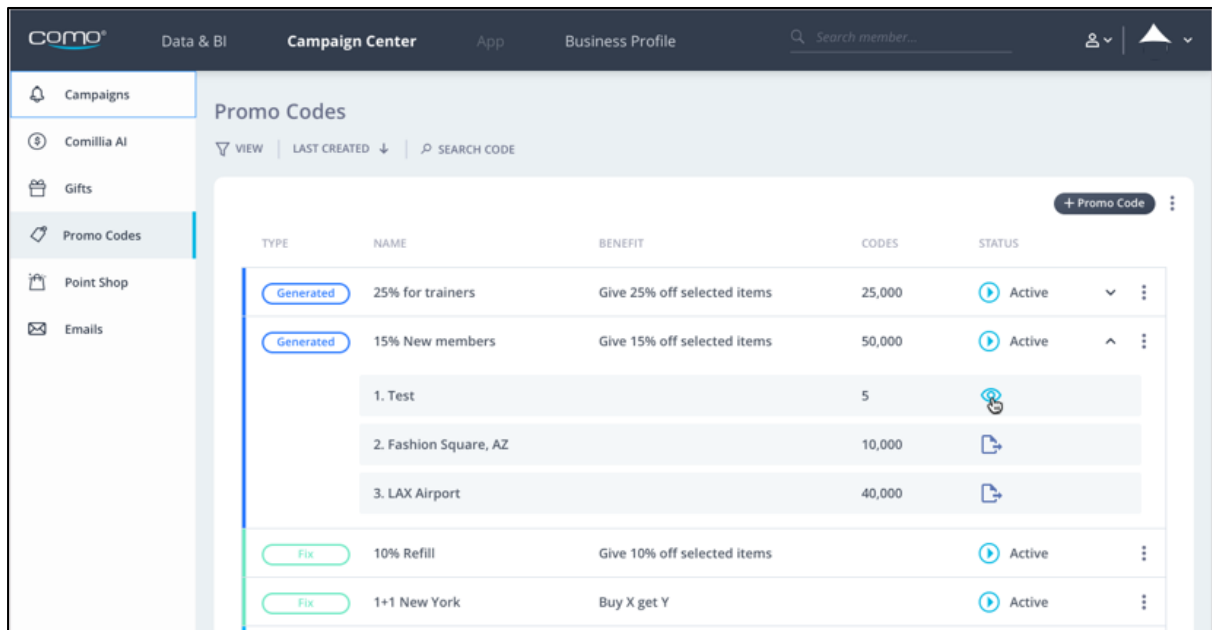 como® Data & BI Campaign Center App Business Profile Search member...
Campaigns
Promo Codes
Comillia AI
VIEW LAST CREATED SEARCH CODE
Gifts
+ Promo Code
Promo Codes
TYPE NAME BENEFIT CODES STATUS
Point Shop
Generated 25% for trainers Give 25% off selected items 25,000 Active
Emails
Generated 15% New members Give 15% off selected items 50,000 Active
1. Test 5
2. Fashion Square, AZ 10,000
3. LAX Airport 40,000
Fix 10% Refill Give 10% off selected items Active
Fix 1+1 New York Buy X get Y Active